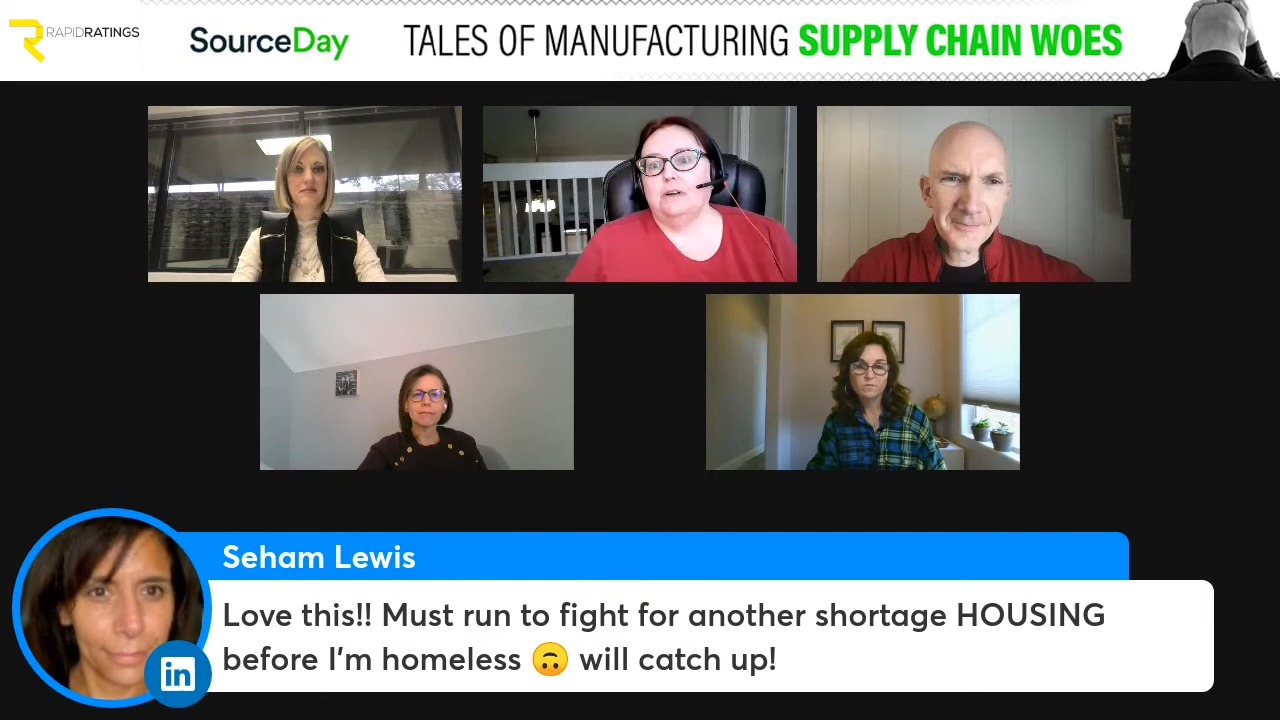 RAPIDRATINGS
SourceDay
TALES OF MANUFACTURING SUPPLY CHAIN WOES
Seham Lewis
Love this!! Must run to fight for another shortage HOUSING
before I'm homeless 🙃 will catch up!
in